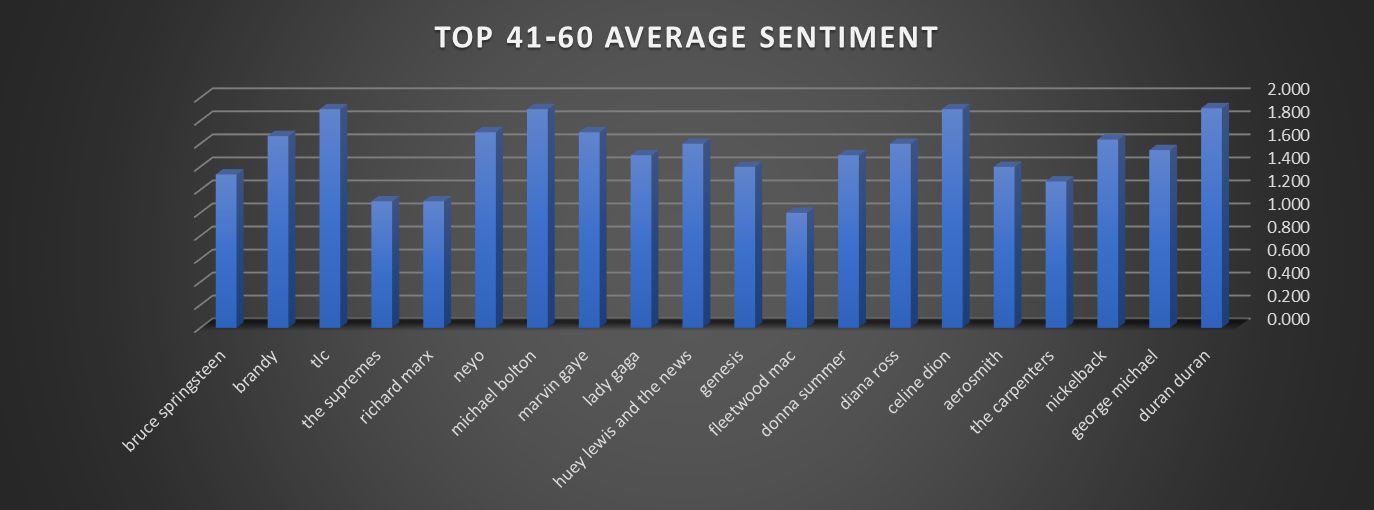 TOP 41-60 AVERAGE SENTIMENT
2.000
1.800
1.600
1.400
1.200
1.000
0.800
0.600
0.400
0.200
0.000
bruce springsteen
brandy
tlc
the supremes
richard marx
neyo
michael bolton
marvin gaye
lady gaga
huey lewis and the news
genesis
fleetwood mac
donna summer
diana ross
celine dion
aerosmith
the carpenters
nickelback
george michael
duran duran